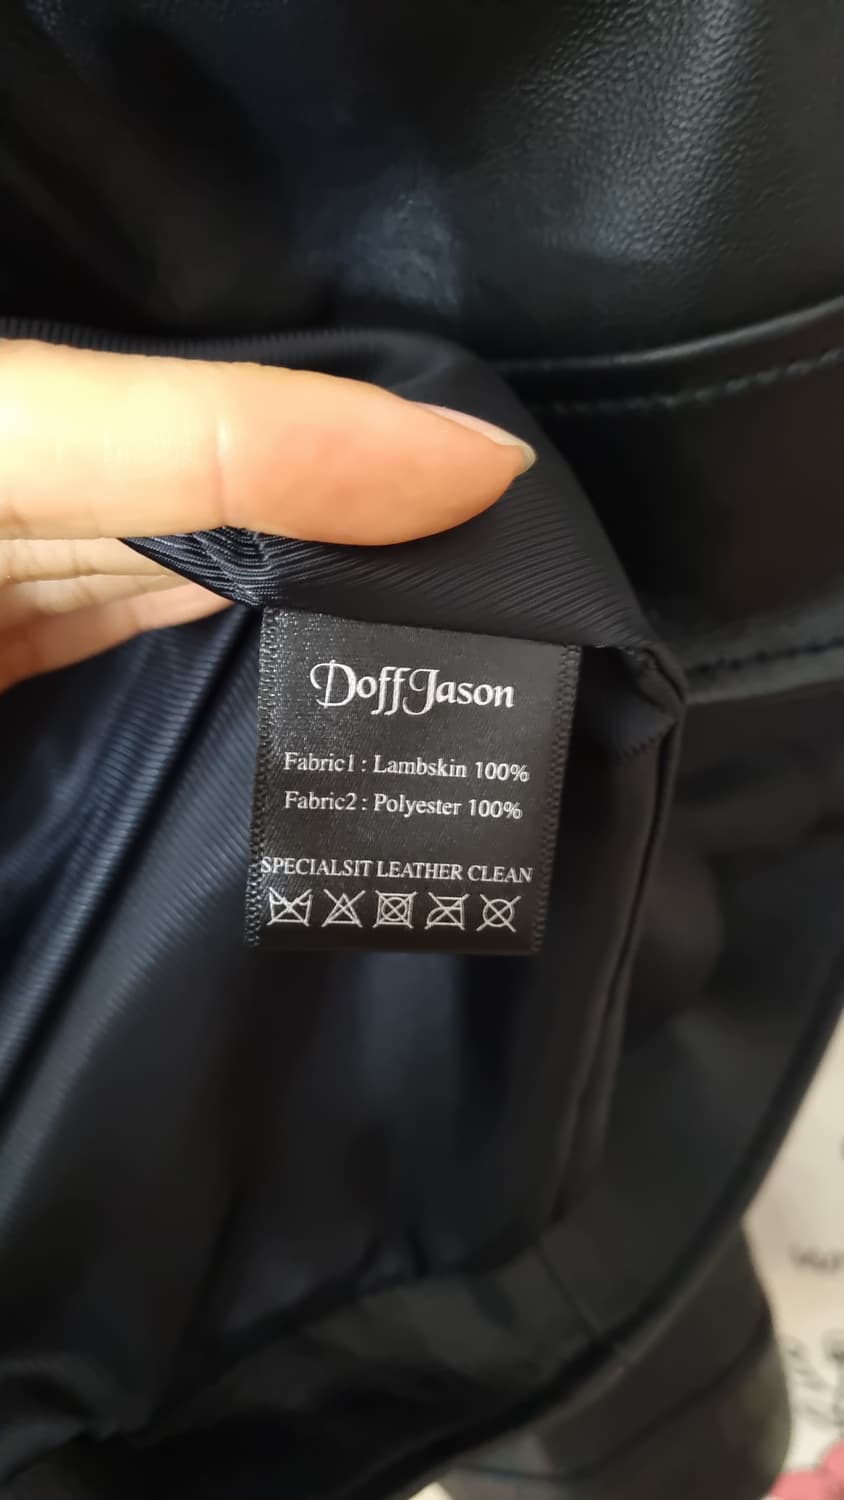 DoffJason
Fabric1 : Lambskin 100%
Fabric2 : Polyester 100%
SPECIALSIT LEATHER CLEAN